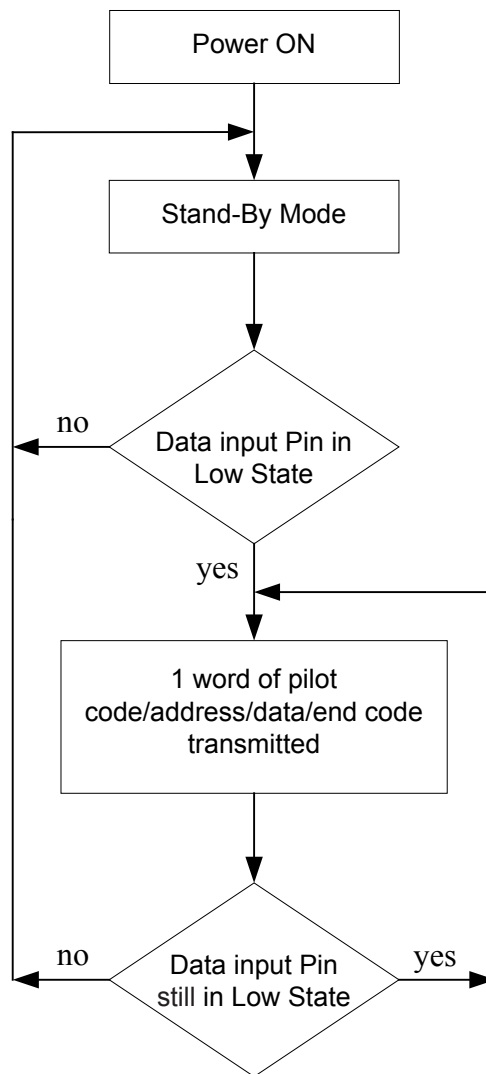 Power ON
Stand-By Mode
no
Data input Pin in
Low State
yes
1 word of pilot
code/address/data/end code
transmitted
no
Data input Pin
still in Low State
yes